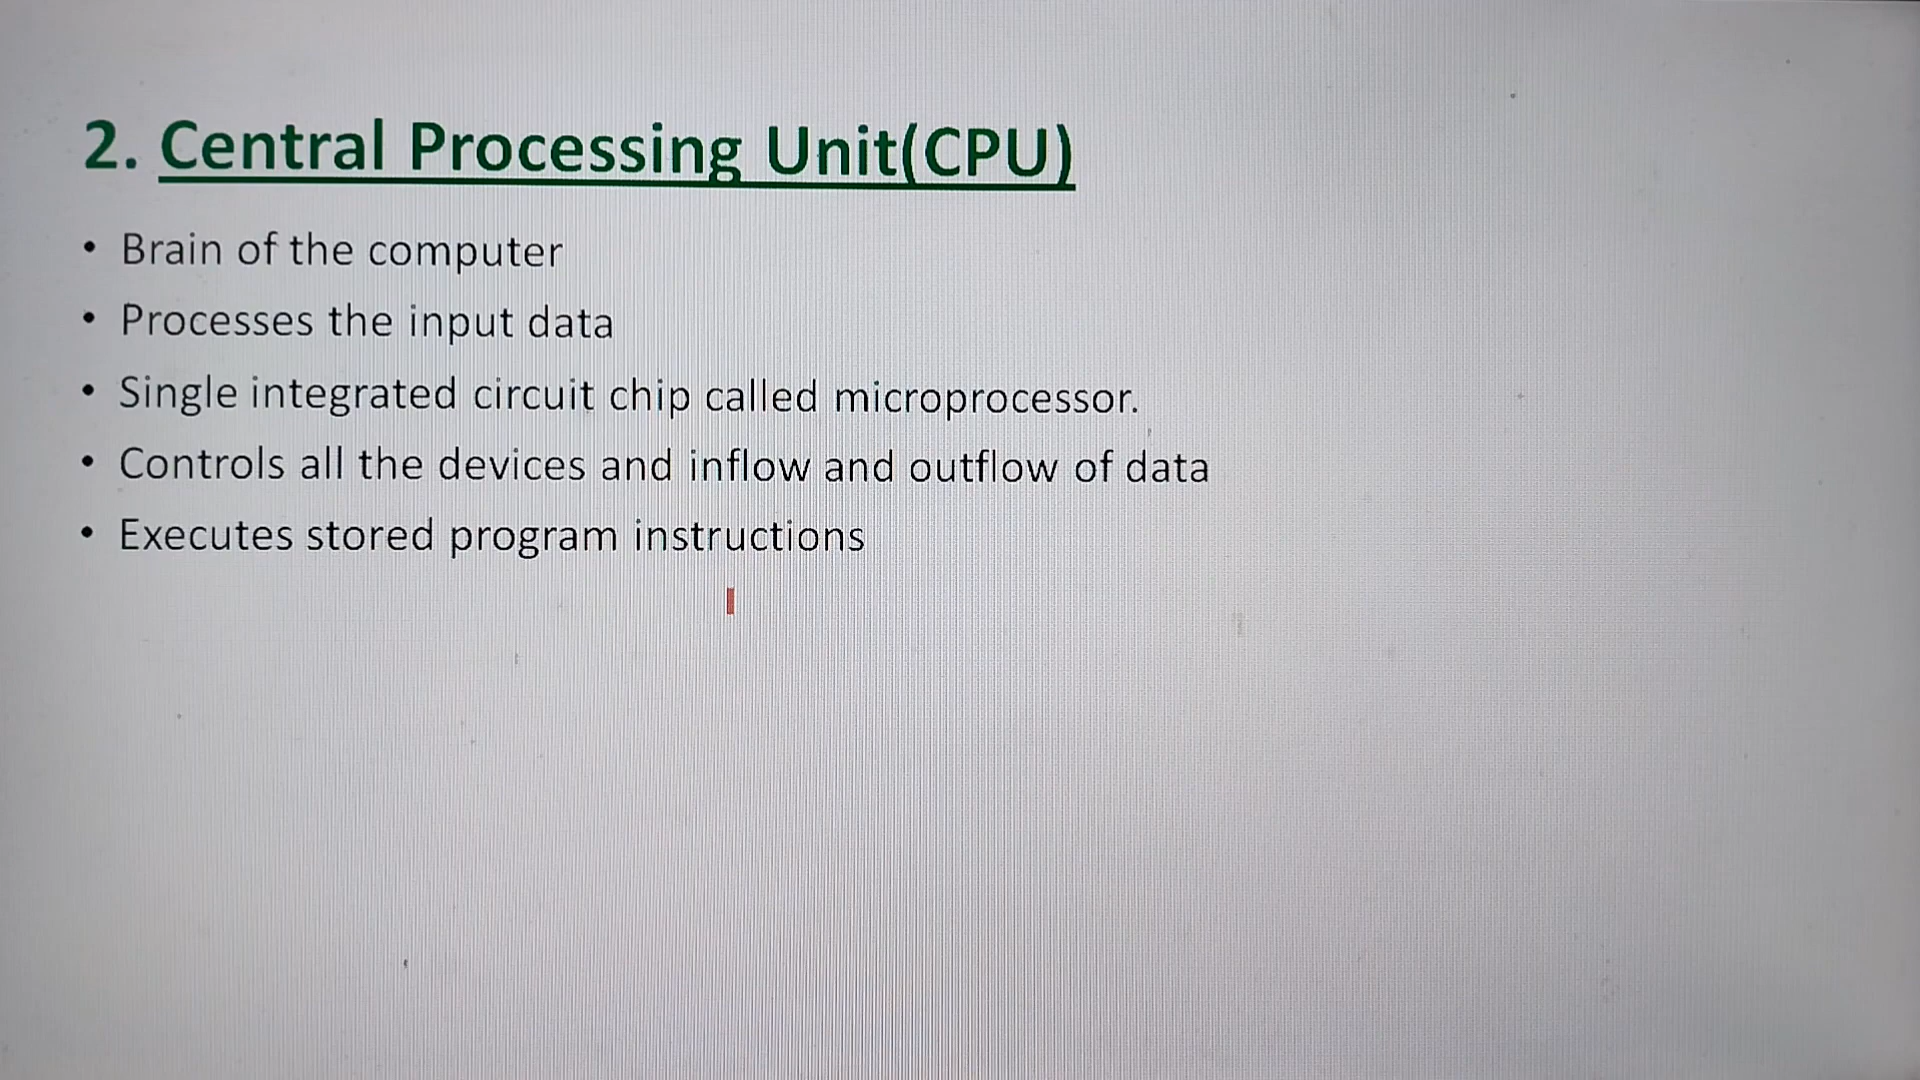 2. Central Processing Unit(CPU)
• Brain of the computer
• Processes the input data
• Single integrated circuit chip called microprocessor.
• Controls all the devices and inflow and outflow of data
• Executes stored program instructions